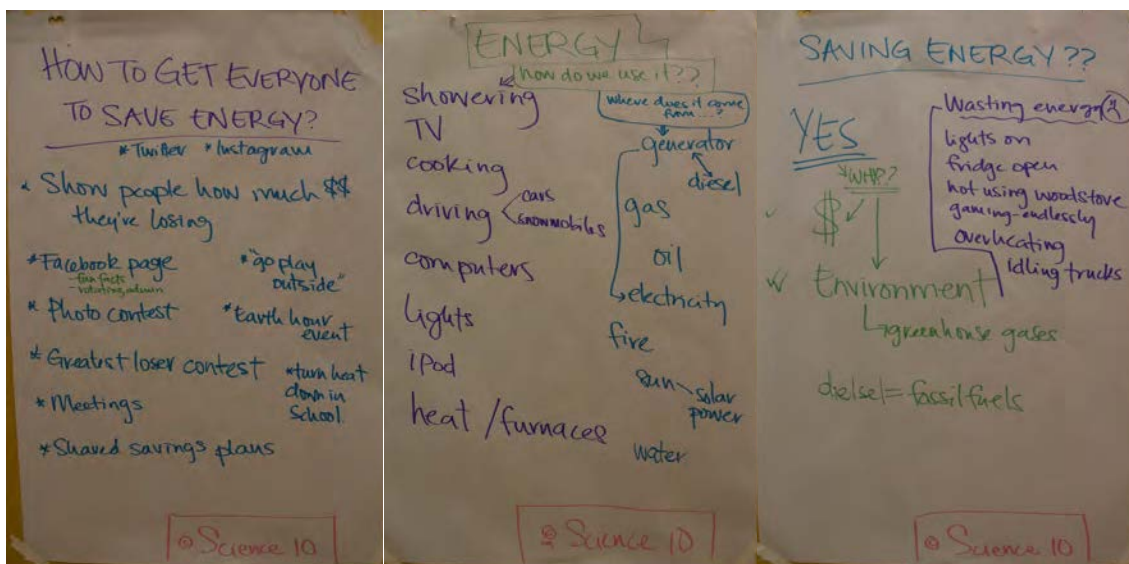 HOW TO GET EVERYONE
TO SAVE ENERGY?
* Twitter * Instagram
* Show people how much $$
they're losing
* Facebook page
- fun facts
- rotating admin
* "go play
outside"
* Photo contest
* Earth hour
event
* Greatest loser contest
* turn heat
down in
School.
* Meetings
* Shared savings plans
Science 10
ENERGY
how do we use it??
showering
TV
cooking
driving
cars
snowmobiles
computers
lights
iPod
heat / furnaces
where does it come
from...?
generator
diesel
gas
oil
electricity
fire
sun - solar
power
water
Science 10
SAVING ENERGY??
YES
* WHY?
$
Environment
greenhouse gases
dielsel = fossil fuels
Wasting energy
lights on
fridge open
not using woodstove
gaming - endlessly
overheating
idling trucks
Science 10